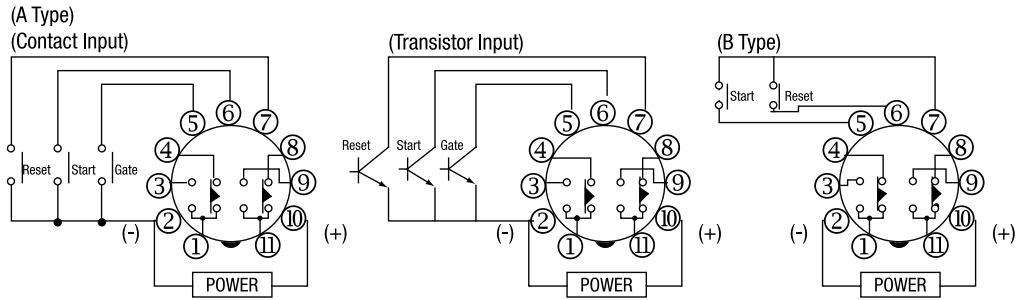 (A Type)
(Contact Input)
(Transistor Input)
(B Type)
Reset
Start
Gate
5
6
7
4
8
3
9
2
10
1
11
(-)
(+)
POWER
Reset
Start
Gate
5
6
7
4
8
3
9
2
10
1
11
(-)
(+)
POWER
Start
Reset
5
6
7
4
8
3
9
2
10
1
11
(-)
(+)
POWER